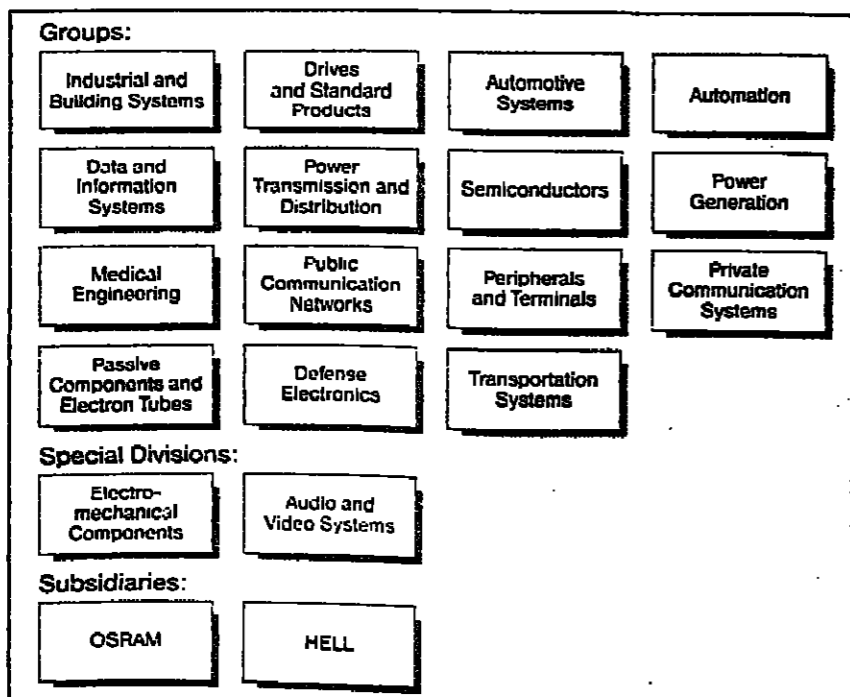 Groups:
Industrial and
Building Systems
Drives
and Standard
Products
Automotive
Systems
Automation
Data and
Information
Systems
Power
Transmission and
Distribution
Semiconductors
Power
Generation
Medical
Engineering
Public
Communication
Networks
Peripherals
and Terminals
Private
Communication
Systems
Passive
Components and
Electron Tubes
Defense
Electronics
Transportation
Systems
Special Divisions:
Electro-
mechanical
Components
Audio and
Video Systems
Subsidiaries:
OSRAM
HELL